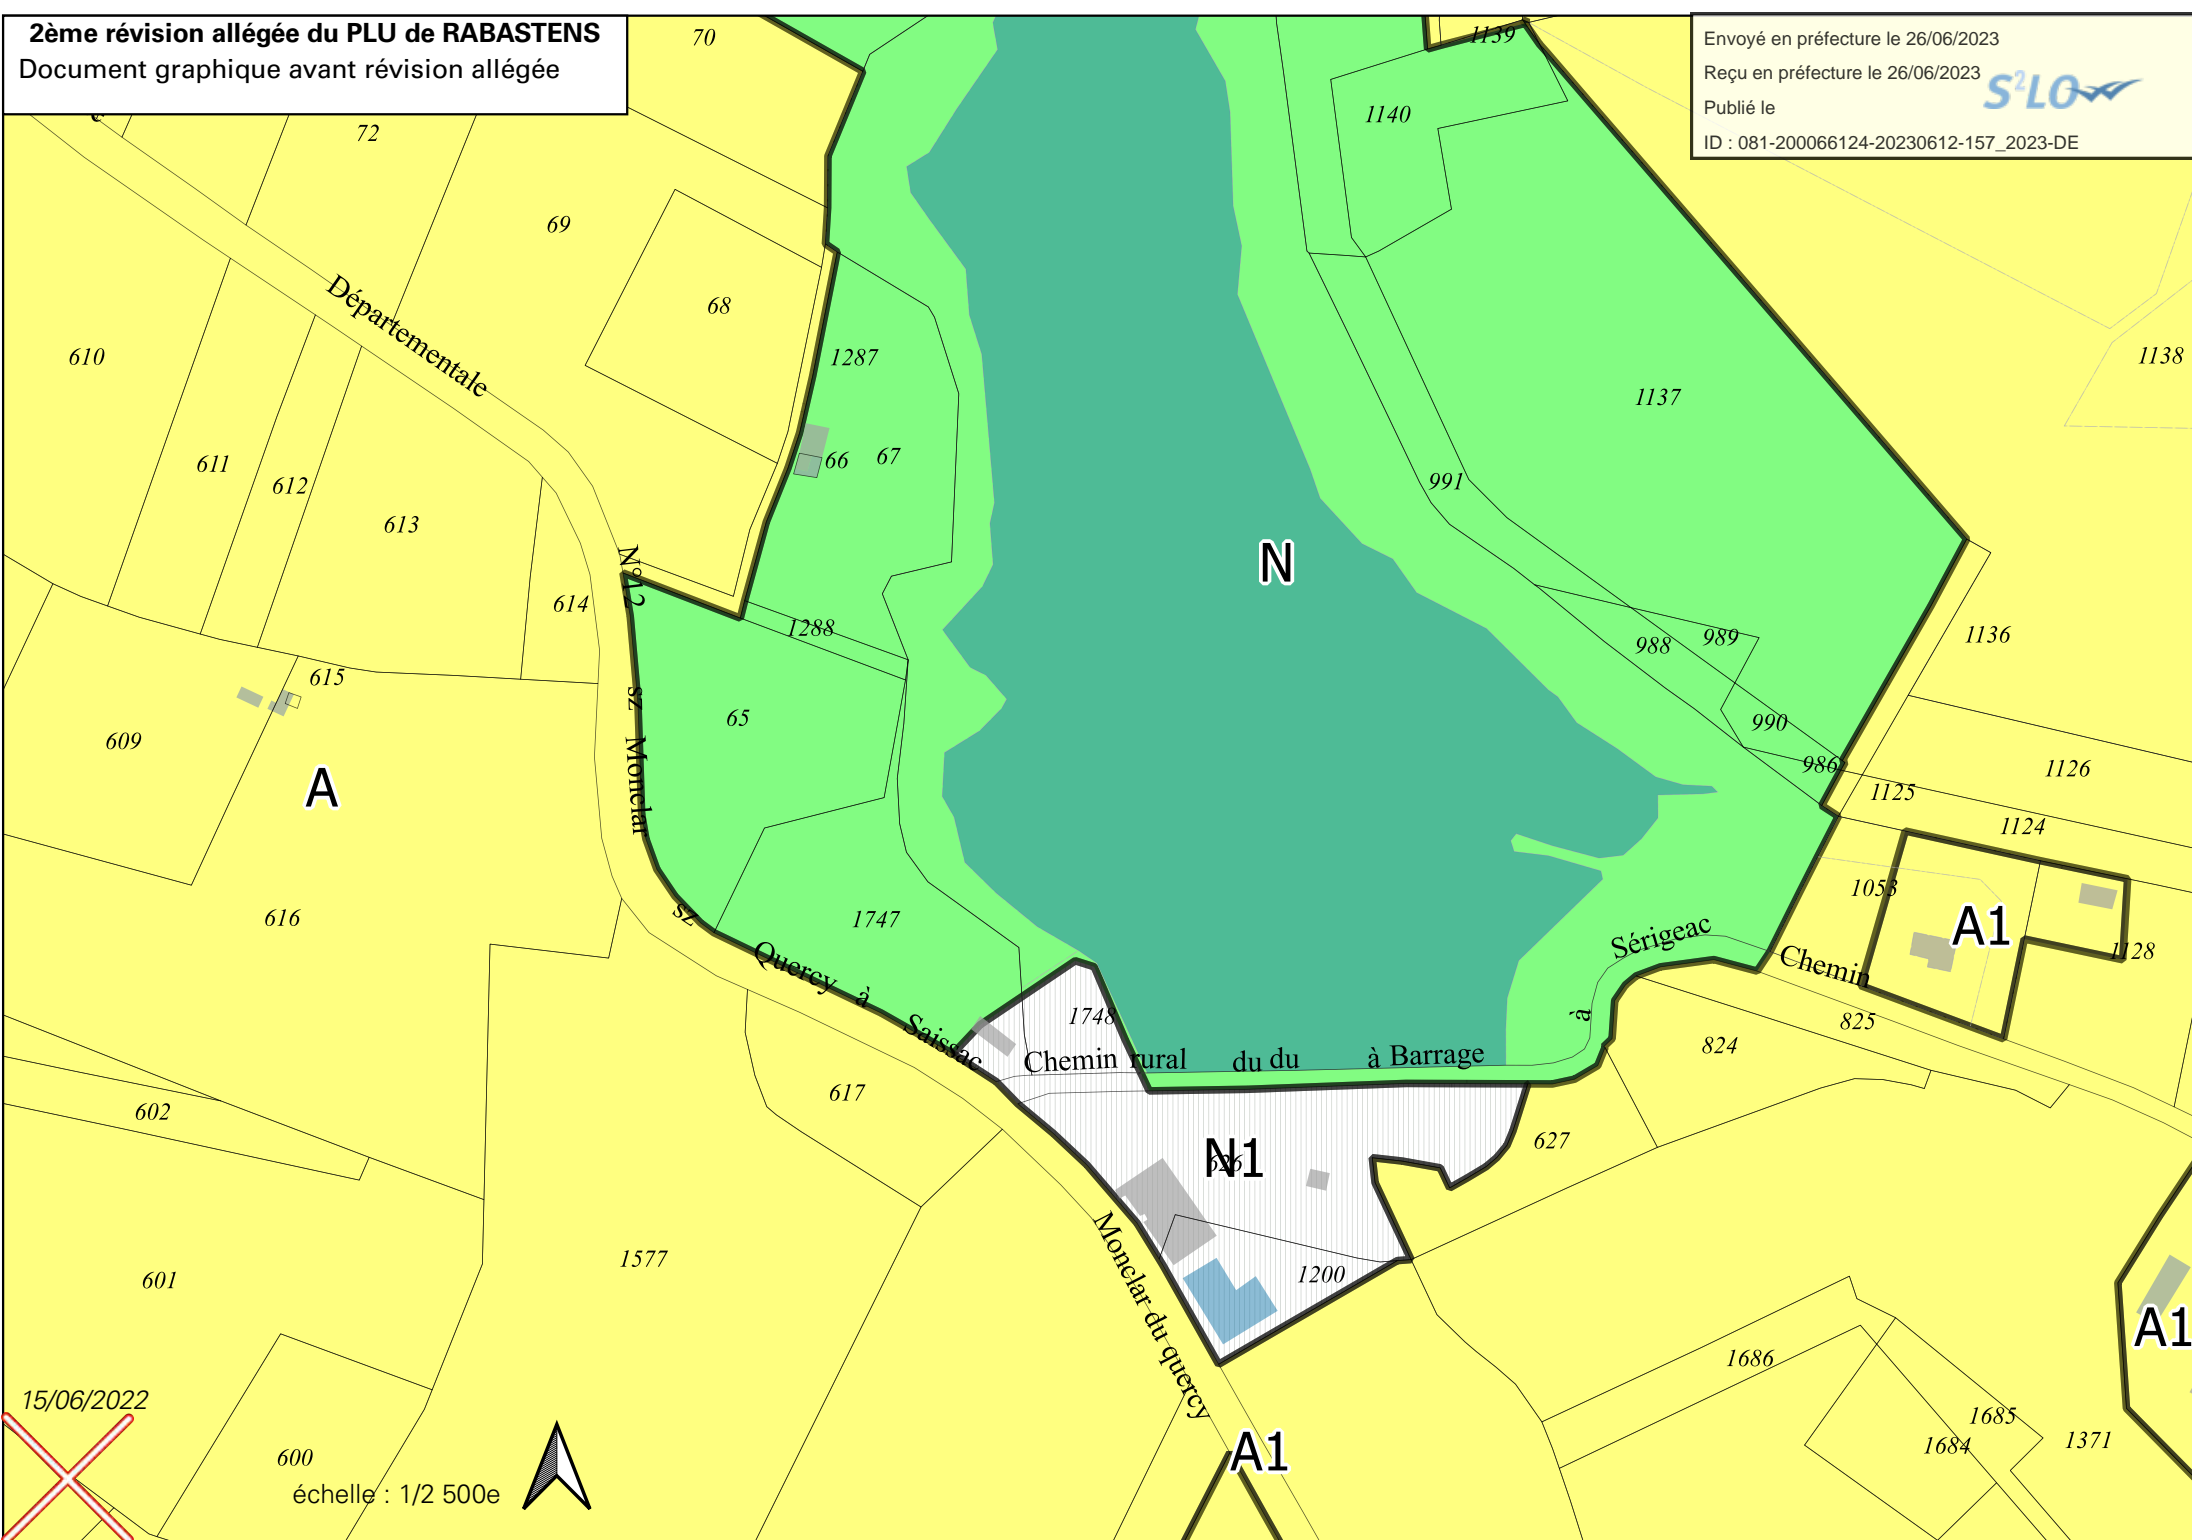 2ème révision allégée du PLU de RABASTENS
Document graphique avant révision allégée
Envoyé en préfecture le 26/06/2023
Reçu en préfecture le 26/06/2023
S²LO
Publié le
ID : 081-200066124-20230612-157_2023-DE
70
1139
72
1140
69
68
Départementale
610
1287
1138
1137
611
612
613
66
67
991
N
N°12
614
1288
988
989
1136
615
65
sz
609
990
986
1126
Monclar
A
1125
1124
1053
616
sz
1747
Quercy
à
Sérigeac
A1
Chemin
1128
1748
Saissac
à
825
824
Chemin rural
du du
à Barrage
617
602
627
626
N1
Monclar du quercy
1577
601
1200
A1
1686
15/06/2022
1685
1684
1371
600
A1
échelle : 1/2 500e